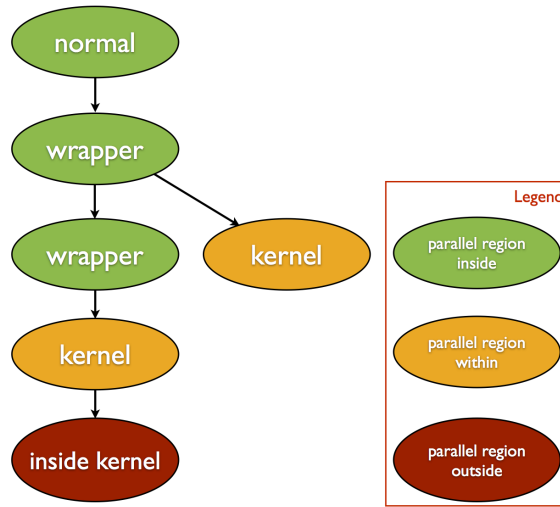 normal
wrapper
wrapper
kernel
kernel
inside kernel
Legend
parallel region
inside
parallel region
within
parallel region
outside